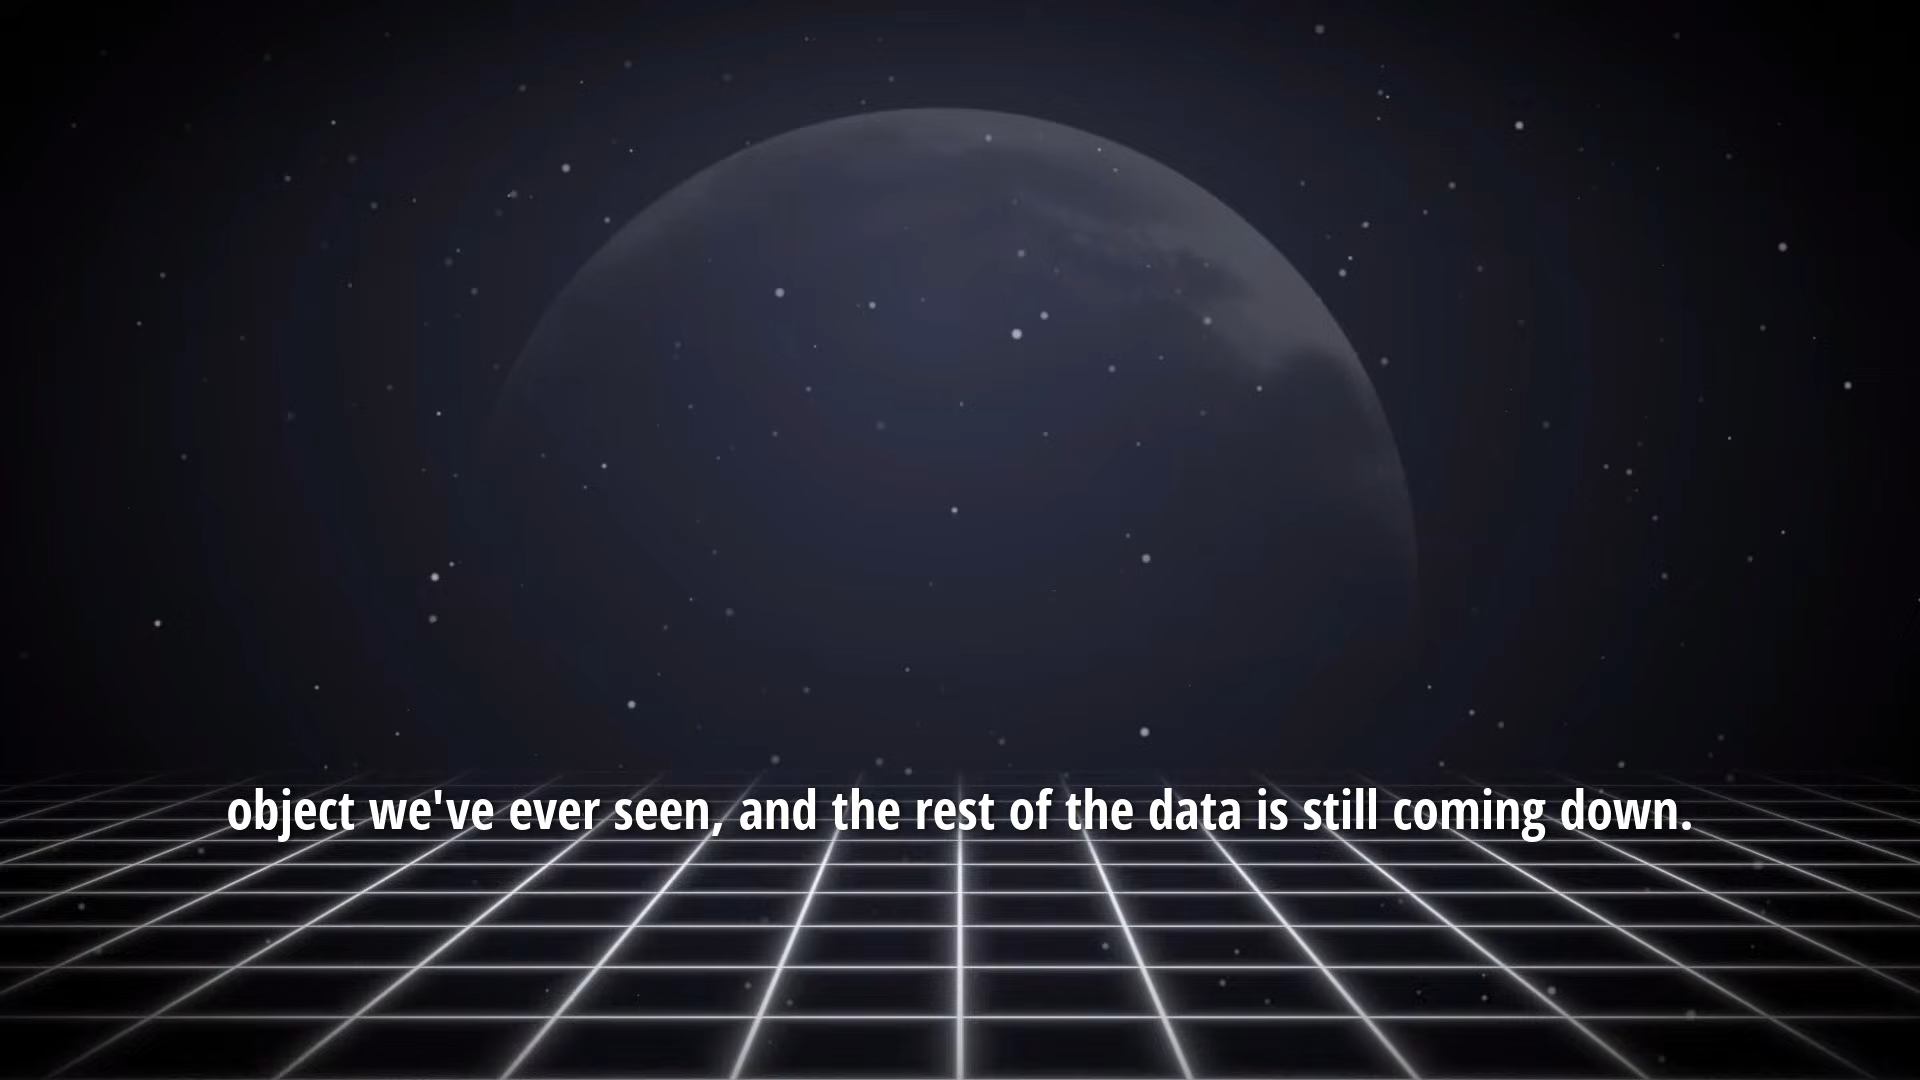 object we've ever seen, and the rest of the data is still coming down.